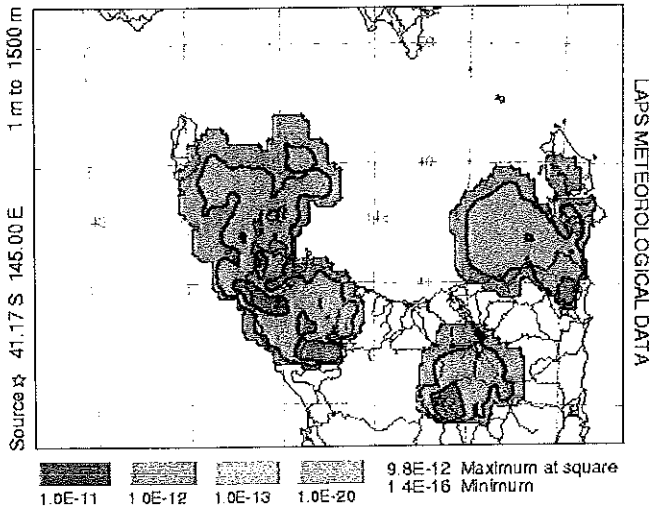 Source ☆ 41.17 S 145.00 E 1 m to 1500 m
LAPS METEOROLOGICAL DATA
1.0E-11 1.0E-12 1.0E-13 1.0E-20
9.8E-12 Maximum at square
1.4E-16 Minimum